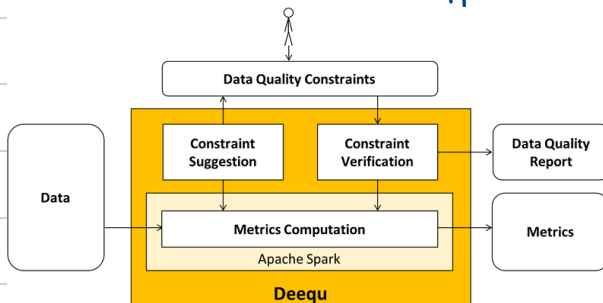 Data Quality Constraints
Constraint
Suggestion
Constraint
Verification
Data Quality
Report
Data
Metrics Computation
Metrics
Apache Spark
Deequ